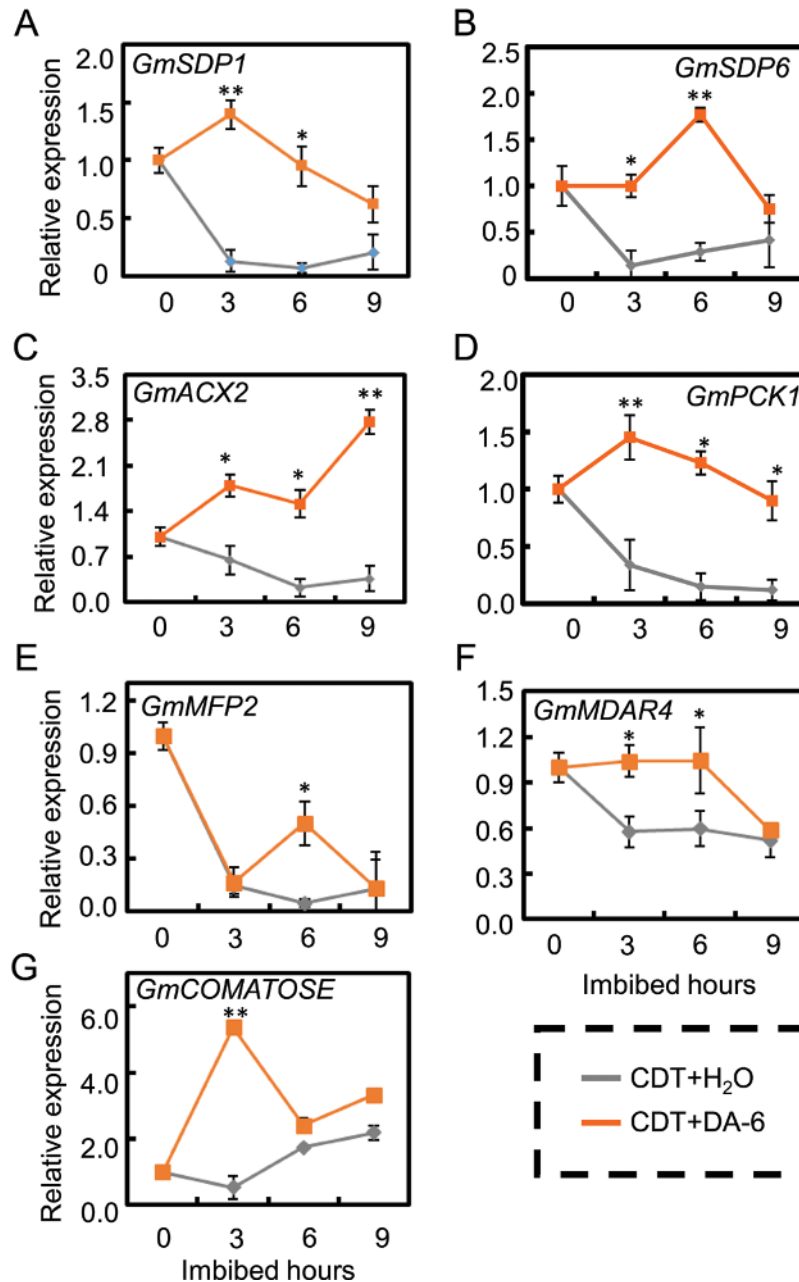 A
GmSDP1
Relative expression
2.0
1.5
1.0
0.5
0
**
*
0 3 6 9
B
GmSDP6
2.5
2.0
1.5
1.0
0.5
0
*
**
0 3 6 9
C
GmACX2
Relative expression
3.5
2.8
2.1
1.4
0.7
0.0
*
*
**
0 3 6 9
D
GmPCK1
2.0
1.5
1.0
0.5
0.0
**
*
*
0 3 6 9
E
GmMFP2
Relative expression
1.2
0.9
0.6
0.3
0.0
*
0 3 6 9
F
GmMDAR4
1.5
1.2
0.9
0.6
0.3
0.0
*
*
0 3 6 9
Imbibed hours
G
GmCOMATOSE
Relative expression
6.0
4.0
2.0
0.0
**
0 3 6 9
Imbibed hours
CDT+H₂O
CDT+DA-6